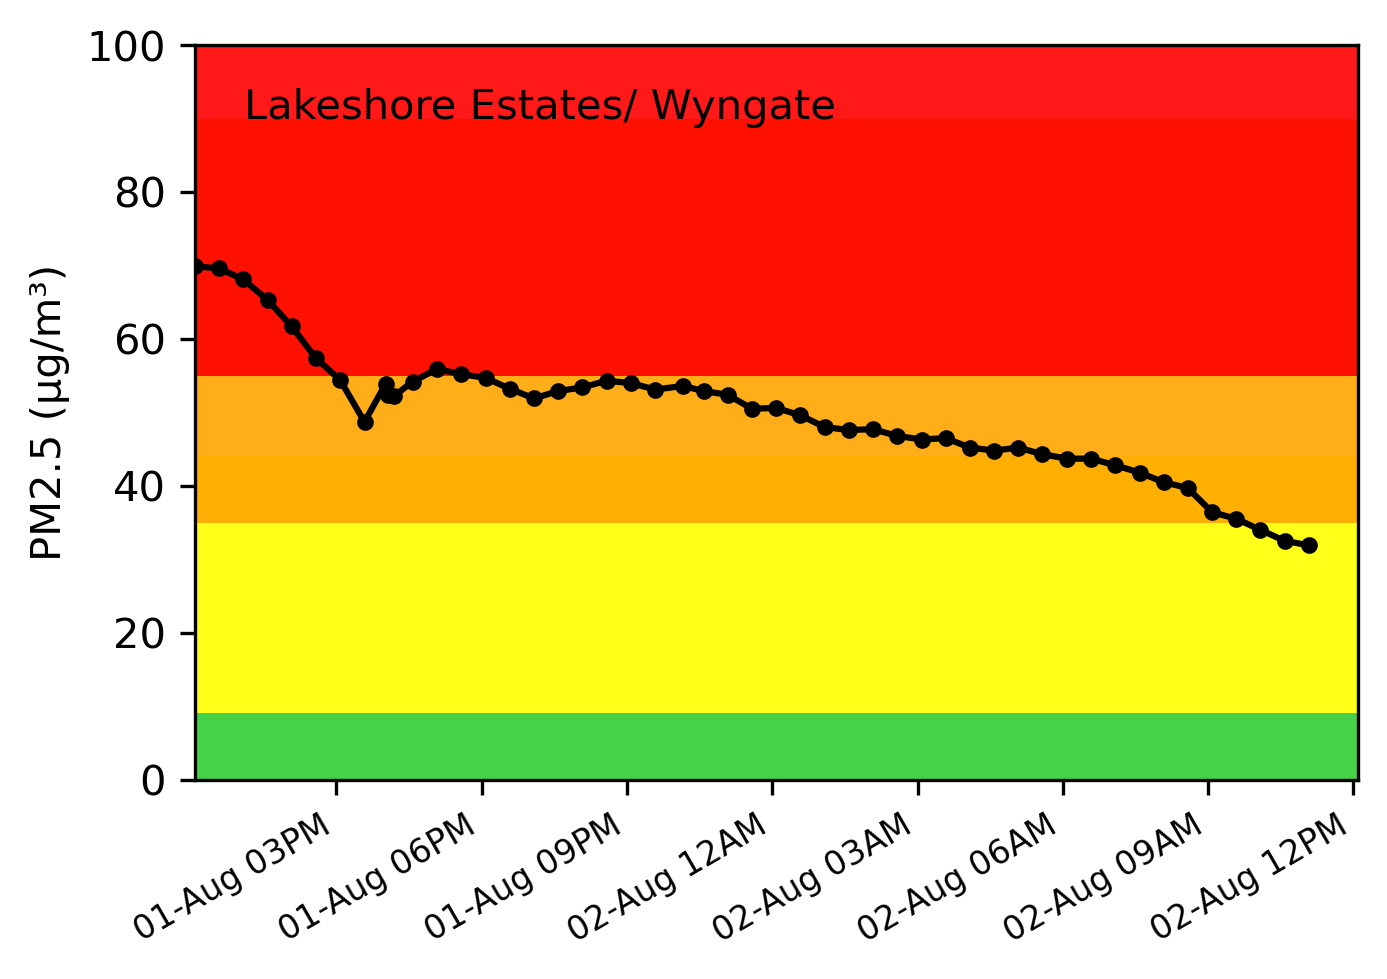 Lakeshore Estates/ Wyngate
PM2.5 (µg/m³)
100
80
60
40
20
0
01-Aug 03PM
01-Aug 06PM
01-Aug 09PM
02-Aug 12AM
02-Aug 03AM
02-Aug 06AM
02-Aug 09AM
02-Aug 12PM